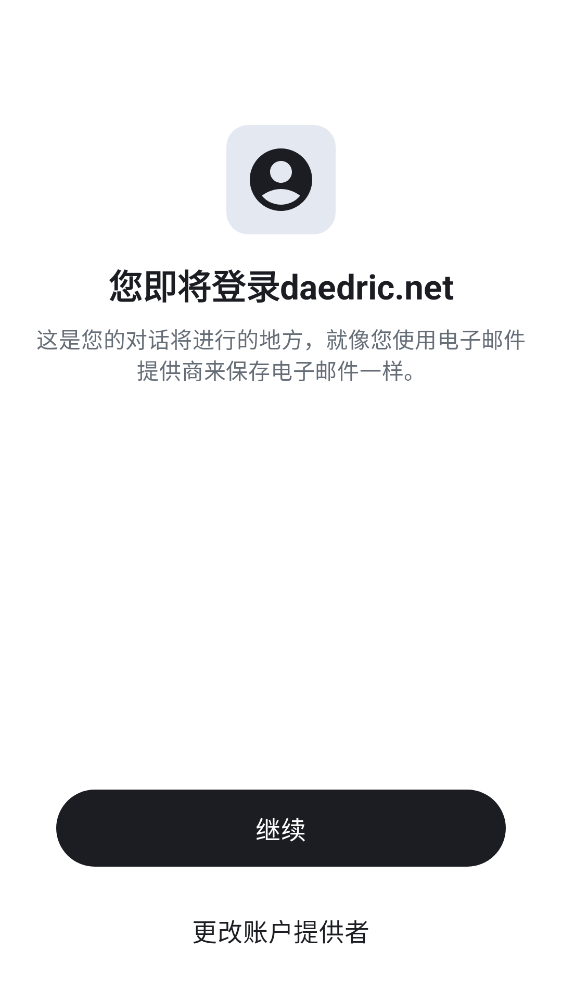 您即将登录daedric.net
这是您的对话将进行的地方，就像您使用电子邮件
提供商来保存电子邮件一样。
继续
更改账户提供者